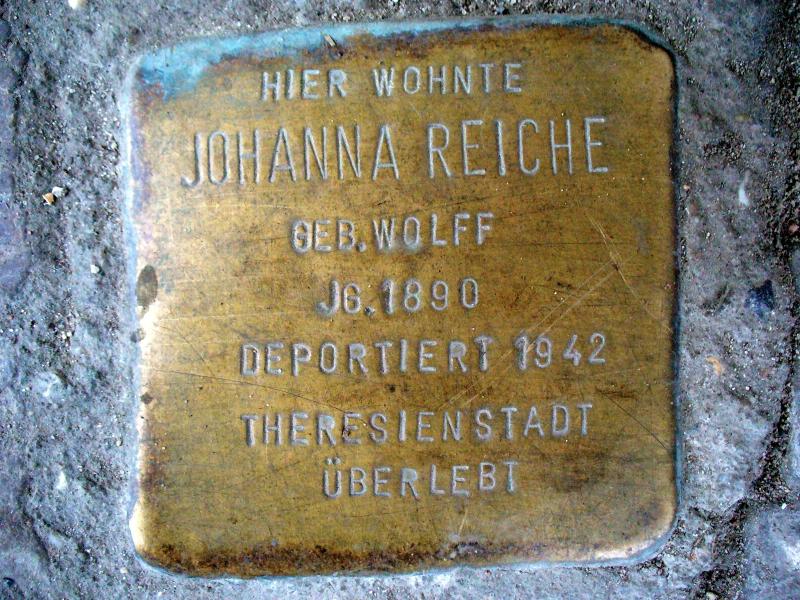 HIER WOHNTE
JOHANNA REICHE
GEB. WOLFF
JG. 1890
DEPORTIERT 1942
THERESIENSTADT
ÜBERLEBT